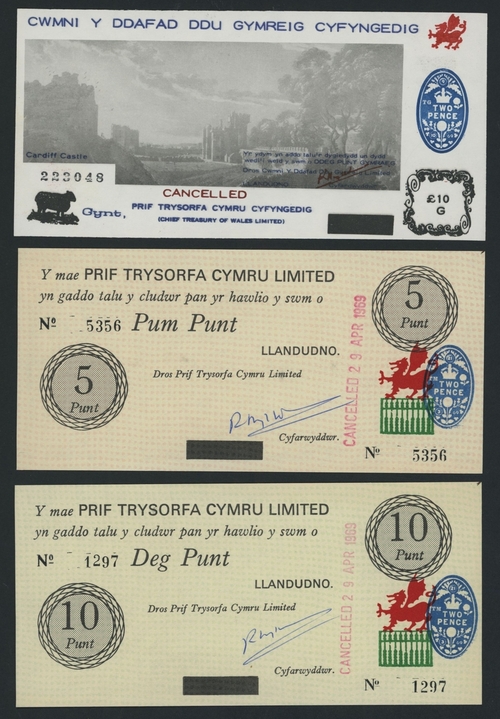 CWMNI Y DDAFAD DDU GYMREIG CYFYNGEDIG
TG
TWO
PENCE
Cardiff Castle
223048
CANCELLED
£10
G
Gynt,
PRIF TRYSORFA CYMRU CYFYNGEDIG
(CHIEF TREASURY OF WALES LIMITED)
Y mae PRIF TRYSORFA CYMRU LIMITED
yn gaddo talu y cludwr pan yr hawlio y swm o
Nº 5356 Pum Punt
5
Punt
LLANDUDNO.
5
Punt
Dros Prif Trysorfa Cymru Limited
CANCELLED 29 APR 1969
TWO
PENCE
Cyfarwyddwr.
Nº 5356
Y mae PRIF TRYSORFA CYMRU LIMITED
yn gaddo talu y cludwr pan yr hawlio y swm o
Nº 1297 Deg Punt
10
Punt
LLANDUDNO.
10
Punt
Dros Prif Trysorfa Cymru Limited
CANCELLED 29 APR 1969
TWO
PENCE
Cyfarwyddwr.
Nº 1297